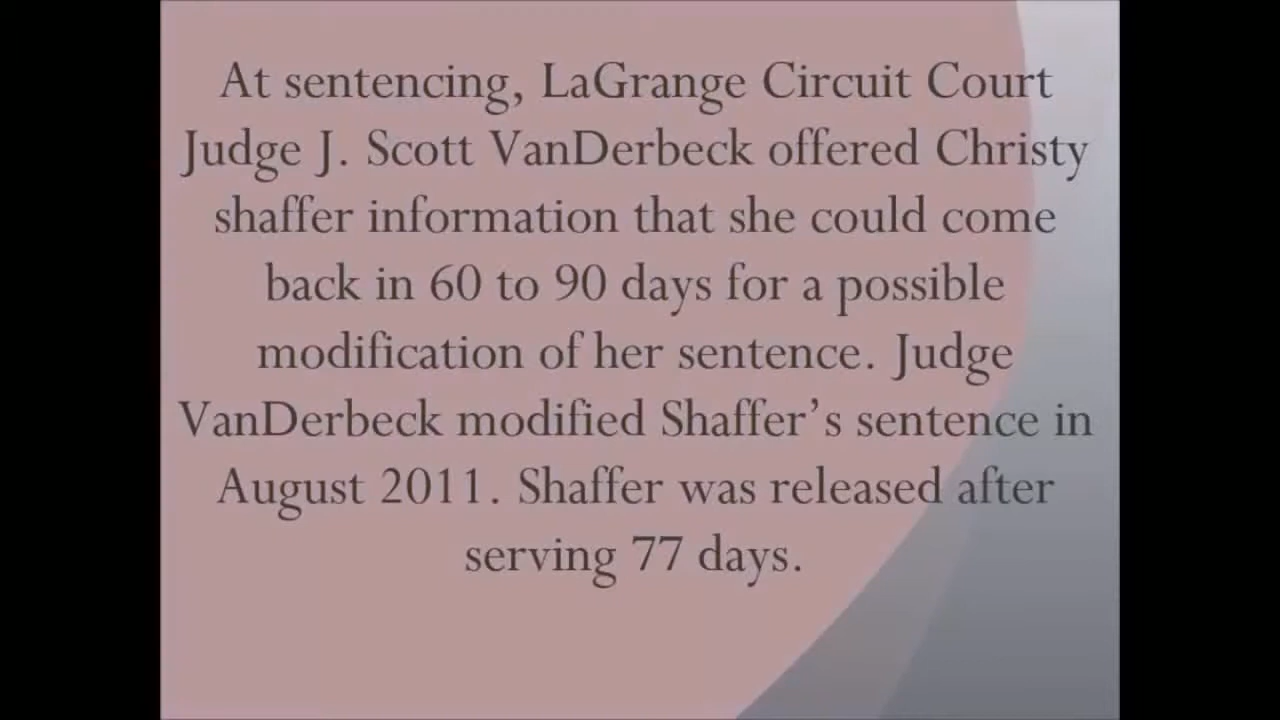 At sentencing, LaGrange Circuit Court
Judge J. Scott VanDerbeck offered Christy
shaffer information that she could come
back in 60 to 90 days for a possible
modification of her sentence. Judge
VanDerbeck modified Shaffer’s sentence in
August 2011. Shaffer was released after
serving 77 days.